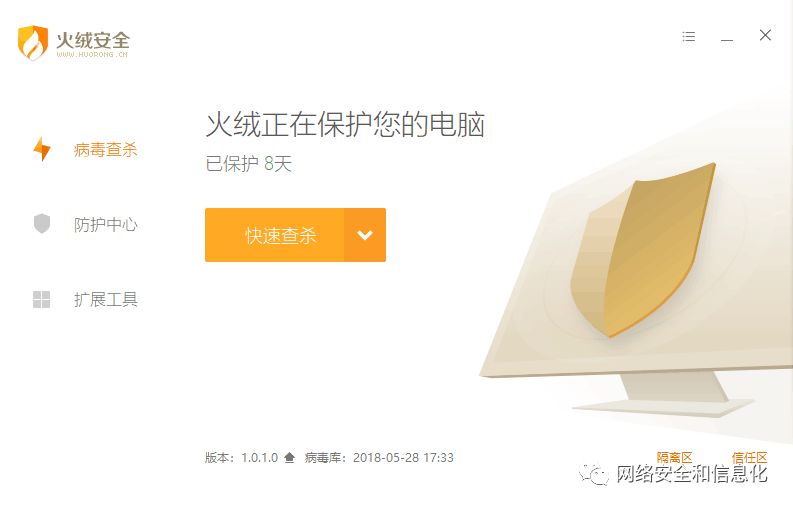 火绒安全
WWW.HUORONG.CN
火绒正在保护您的电脑
已保护 8天
病毒查杀
快速查杀
防护中心
扩展工具
版本：1.0.1.0 病毒库：2018-05-28 17:33
隔离区 信任区
网络安全和信息化